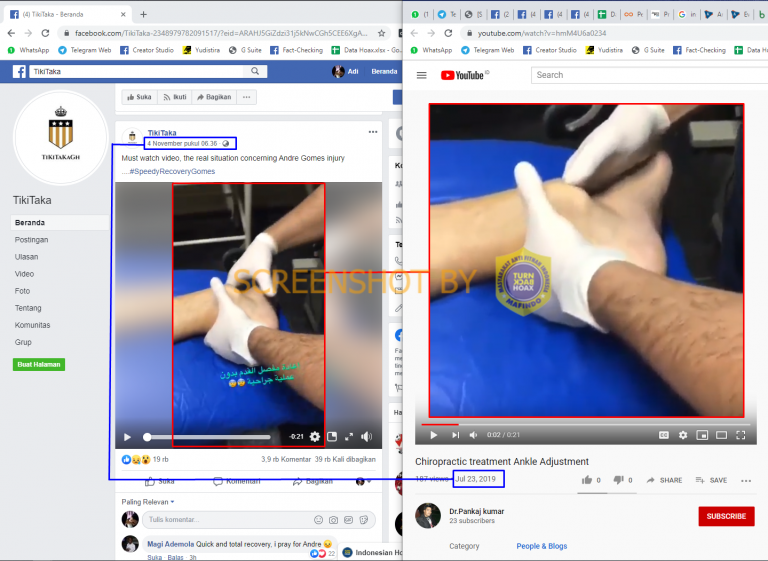 (4) TikiTaka - Beranda
facebook.com/TikiTaka-2348979782091517/?eid=ARAHJ5GiZdzi31j5kNwCGh5CEE6XgA...
WhatsApp
Telegram Web
Creator Studio
Yudistira
G Suite
Fact-Checking
Data Hoax.xlsx - Go...
TikiTaka
Adi
Beranda
TIKITAKAGH
TikiTaka
Beranda
Postingan
Ulasan
Video
Foto
Tentang
Komunitas
Grup
Buat Halaman
Suka
Ikuti
Bagikan
TikiTaka
4 November pukul 06.36
Must watch video, the real situation concerning Andre Gomes injury
....#SpeedyRecoveryGomes
SCREENSHOT BY
عملية جراحية
-0:21
19 rb
3,9 rb Komentar 39 rb Kali dibagikan
Suka
Komentari
Bagikan
Paling Relevan
Tulis komentar...
Magi Ademola Quick and total recovery, i pray for Andre
Suka · Balas · 3h
22
Indonesian Ho
youtube.com/watch?v=hmM4U6a0234
WhatsApp
Telegram Web
Creator Studio
Yudistira
G Suite
Fact-Checking
Data
YouTube
Search
TURN
BACK
HOAX
MASYARAKAT ANTI FITNAH INDONESIA
MAFINDO
0:02 / 0:21
Chiropractic treatment Ankle Adjustment
187 views
Jul 23, 2019
0
0
SHARE
SAVE
Dr.Pankaj kumar
23 subscribers
SUBSCRIBE
Category
People & Blogs